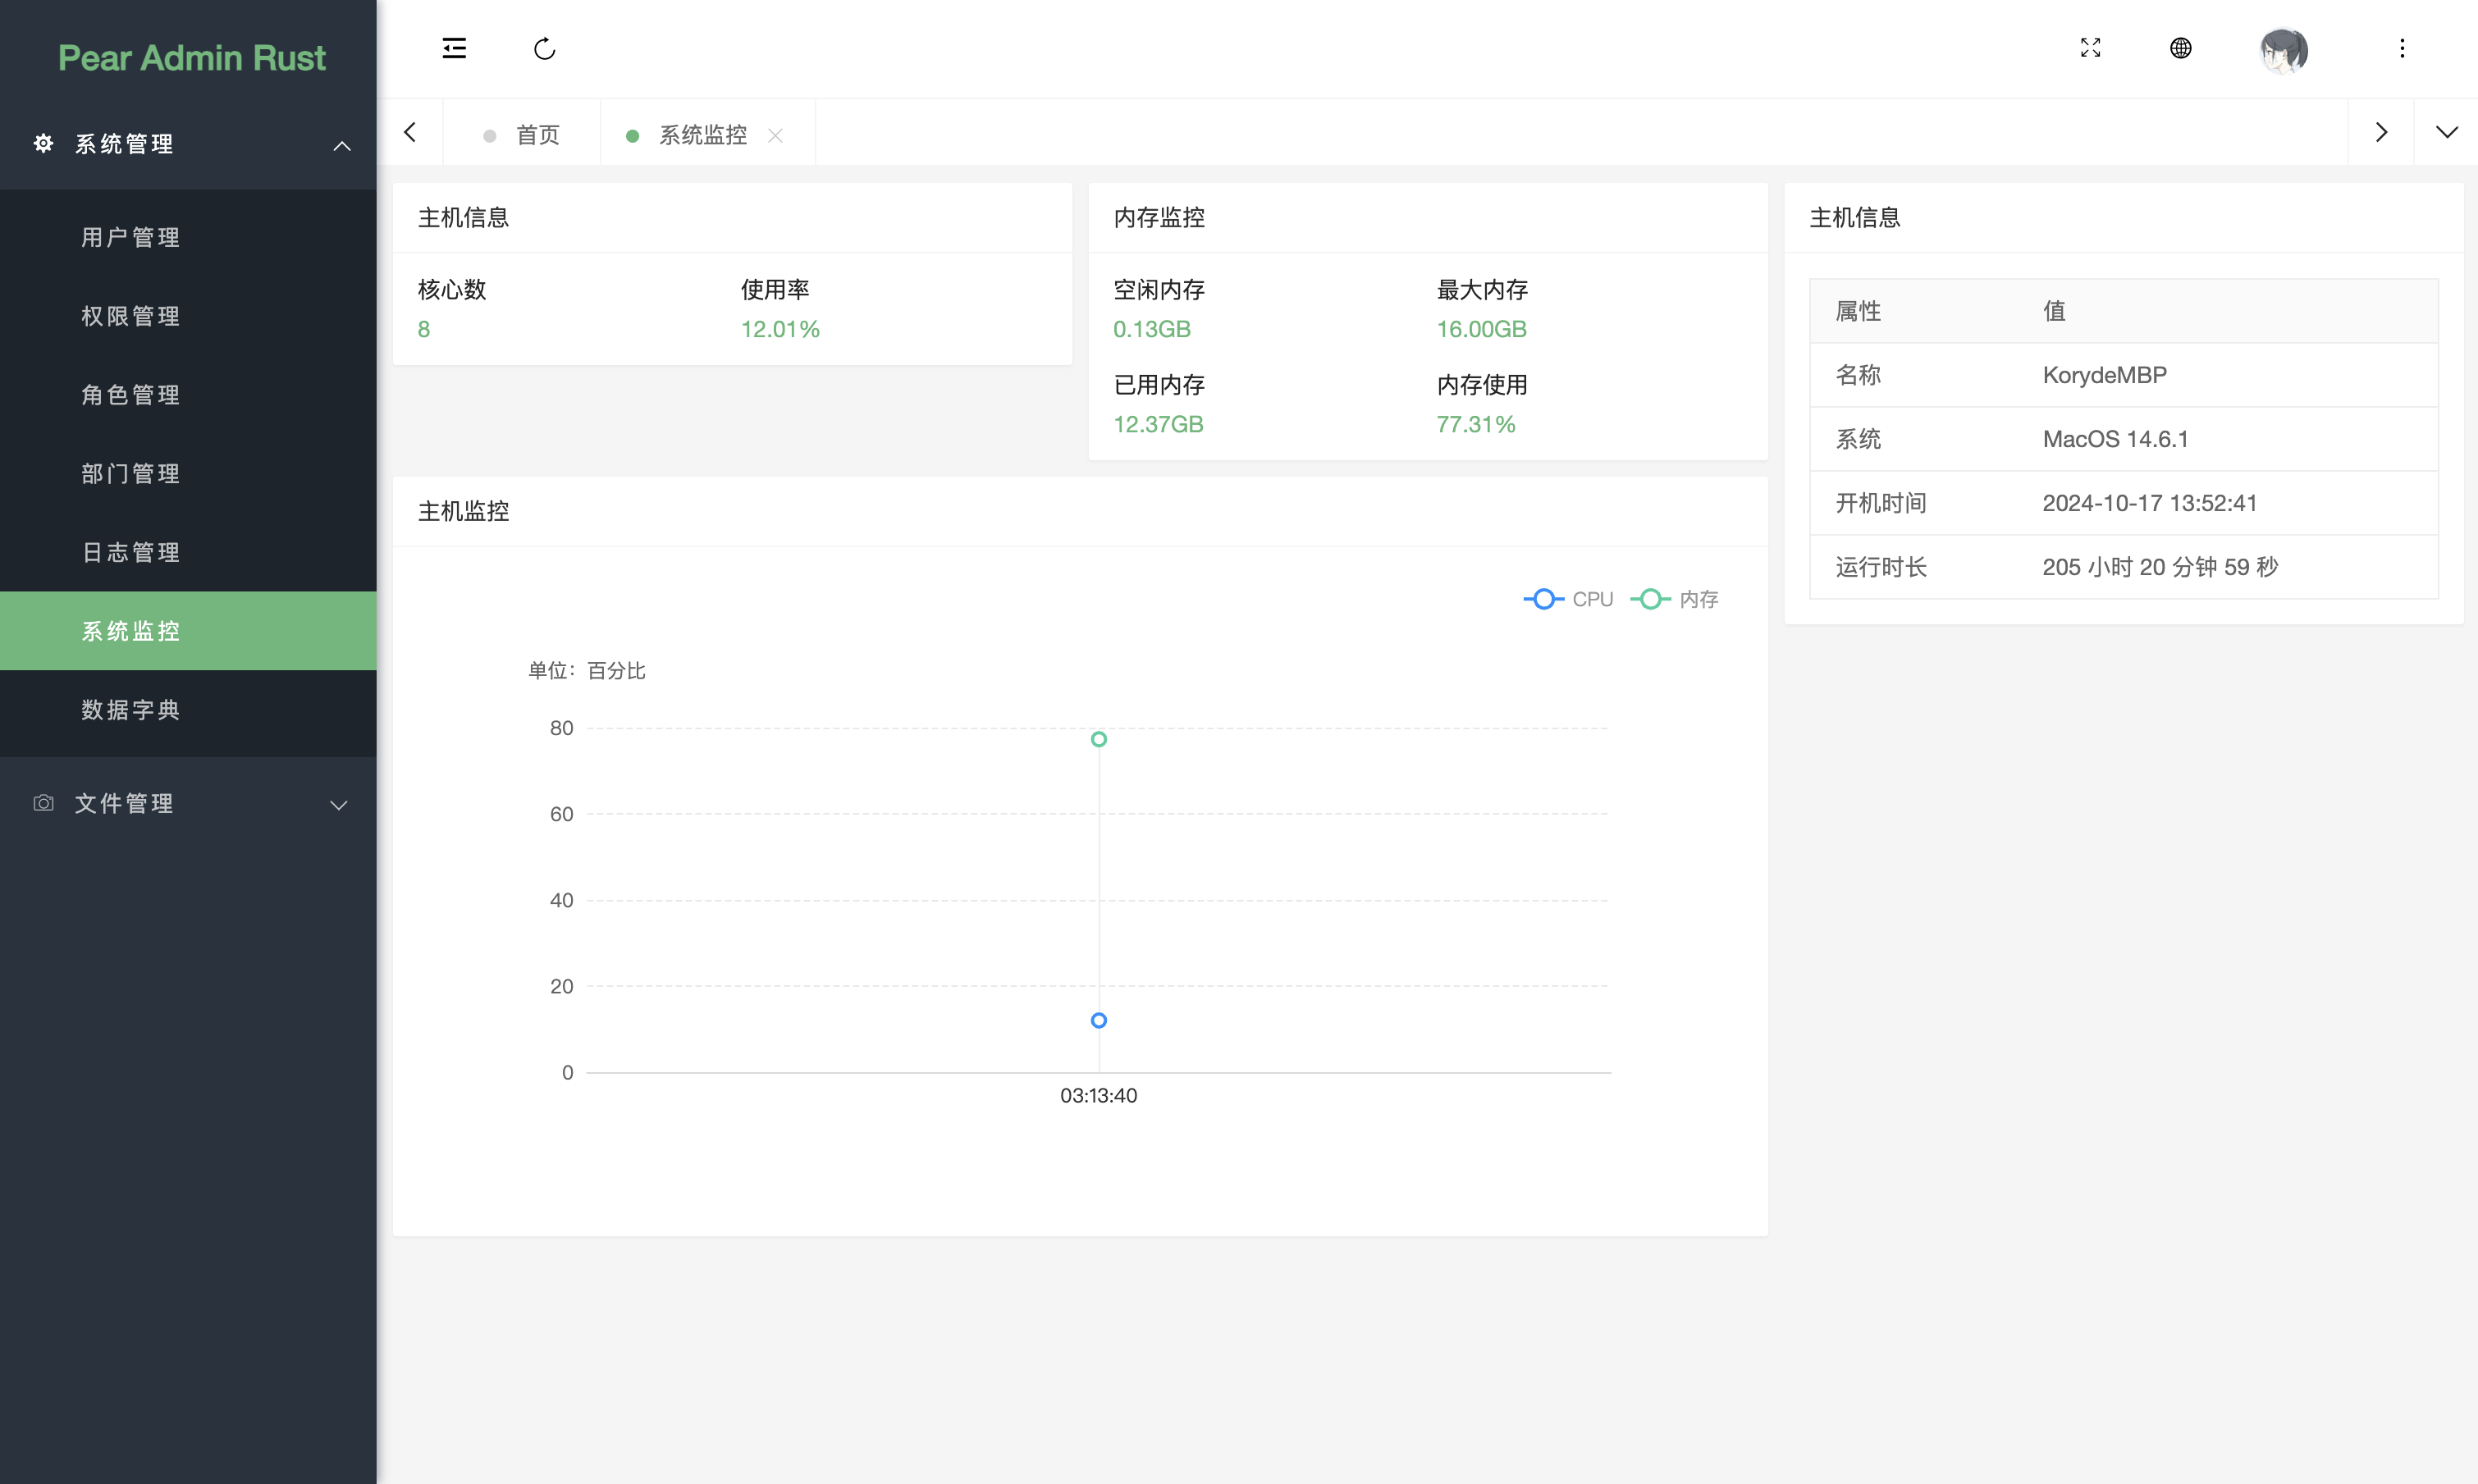 Pear Admin Rust
系统管理
用户管理
权限管理
角色管理
部门管理
日志管理
系统监控
数据字典
文件管理
首页
系统监控
主机信息
核心数
使用率
8
12.01%
内存监控
空闲内存
最大内存
0.13GB
16.00GB
已用内存
内存使用
12.37GB
77.31%
主机信息
属性 值
名称 KorydeMBP
系统 MacOS 14.6.1
开机时间 2024-10-17 13:52:41
运行时长 205 小时 20 分钟 59 秒
主机监控
CPU 内存
单位：百分比
80
60
40
20
0
03:13:40